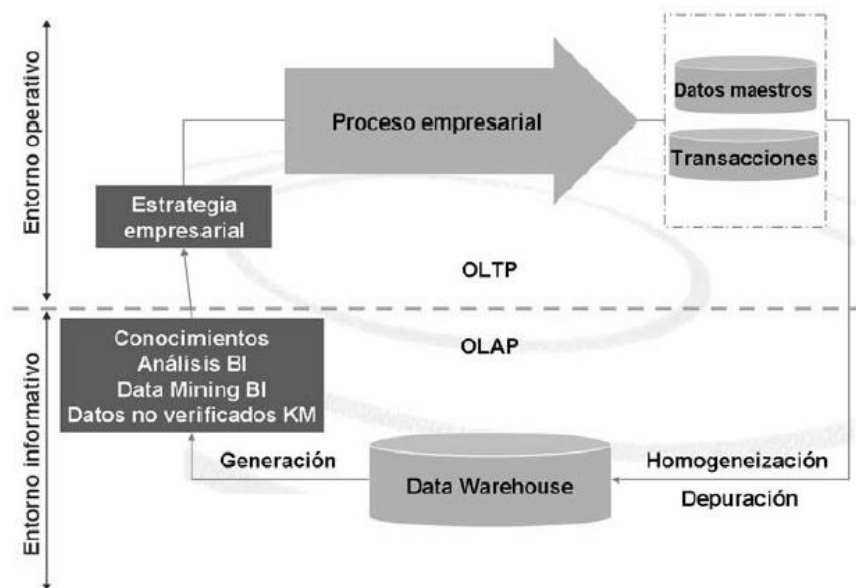 Entorno operativo
Proceso empresarial
Datos maestros
Transacciones
Estrategia
empresarial
OLTP
OLAP
Entorno informativo
Conocimientos
Análisis BI
Data Mining BI
Datos no verificados KM
Generación
Data Warehouse
Homogeneización
Depuración